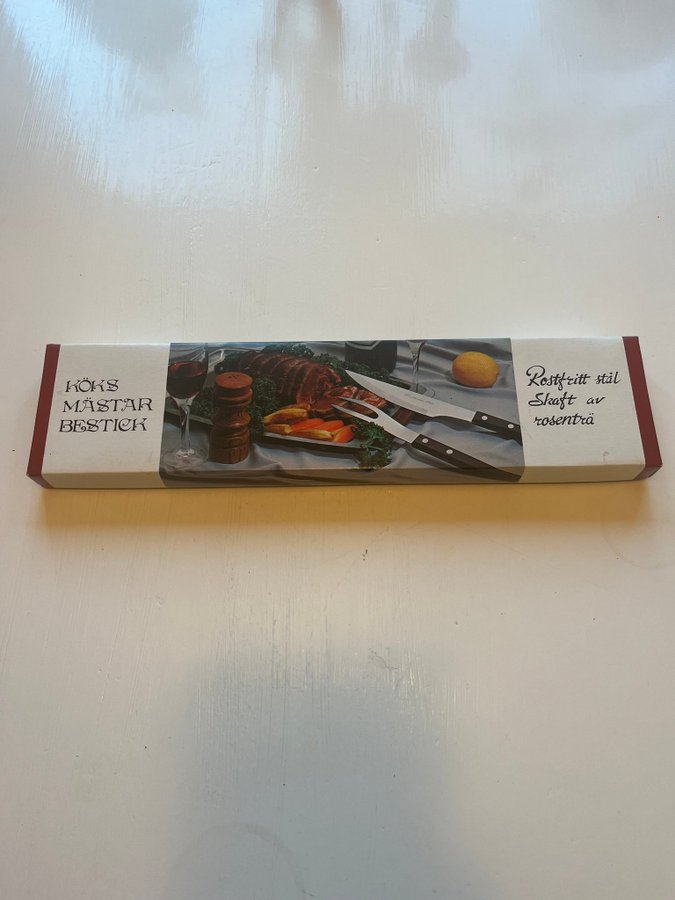 KÖKS
MÄSTAR
BESTICK
Rostfritt stål
Skaft av
rosenträ